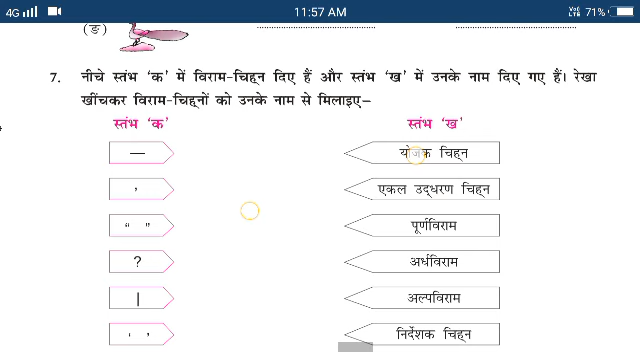 4G 11:57 AM VoLTE 71%
(ङ)
7. नीचे स्तंभ ‘क’ में विराम-चिह्न दिए हैं और स्तंभ ‘ख’ में उनके नाम दिए गए हैं। रेखा
खींचकर विराम-चिह्नों को उनके नाम से मिलाइए–
स्तंभ ‘क’ स्तंभ ‘ख’
— योजक चिह्न
, एकल उद्धरण चिह्न
“ ” पूर्णविराम
? अर्धविराम
| अल्पविराम
‘ ’ निर्देशक चिह्न